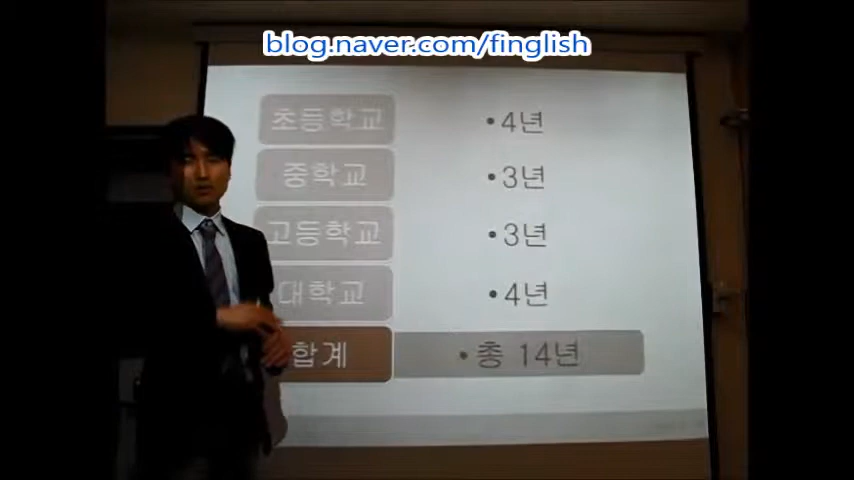 blog.naver.com/finglish
초등학교 •4년
중학교 •3년
고등학교 •3년
대학교 •4년
합계 •총 14년